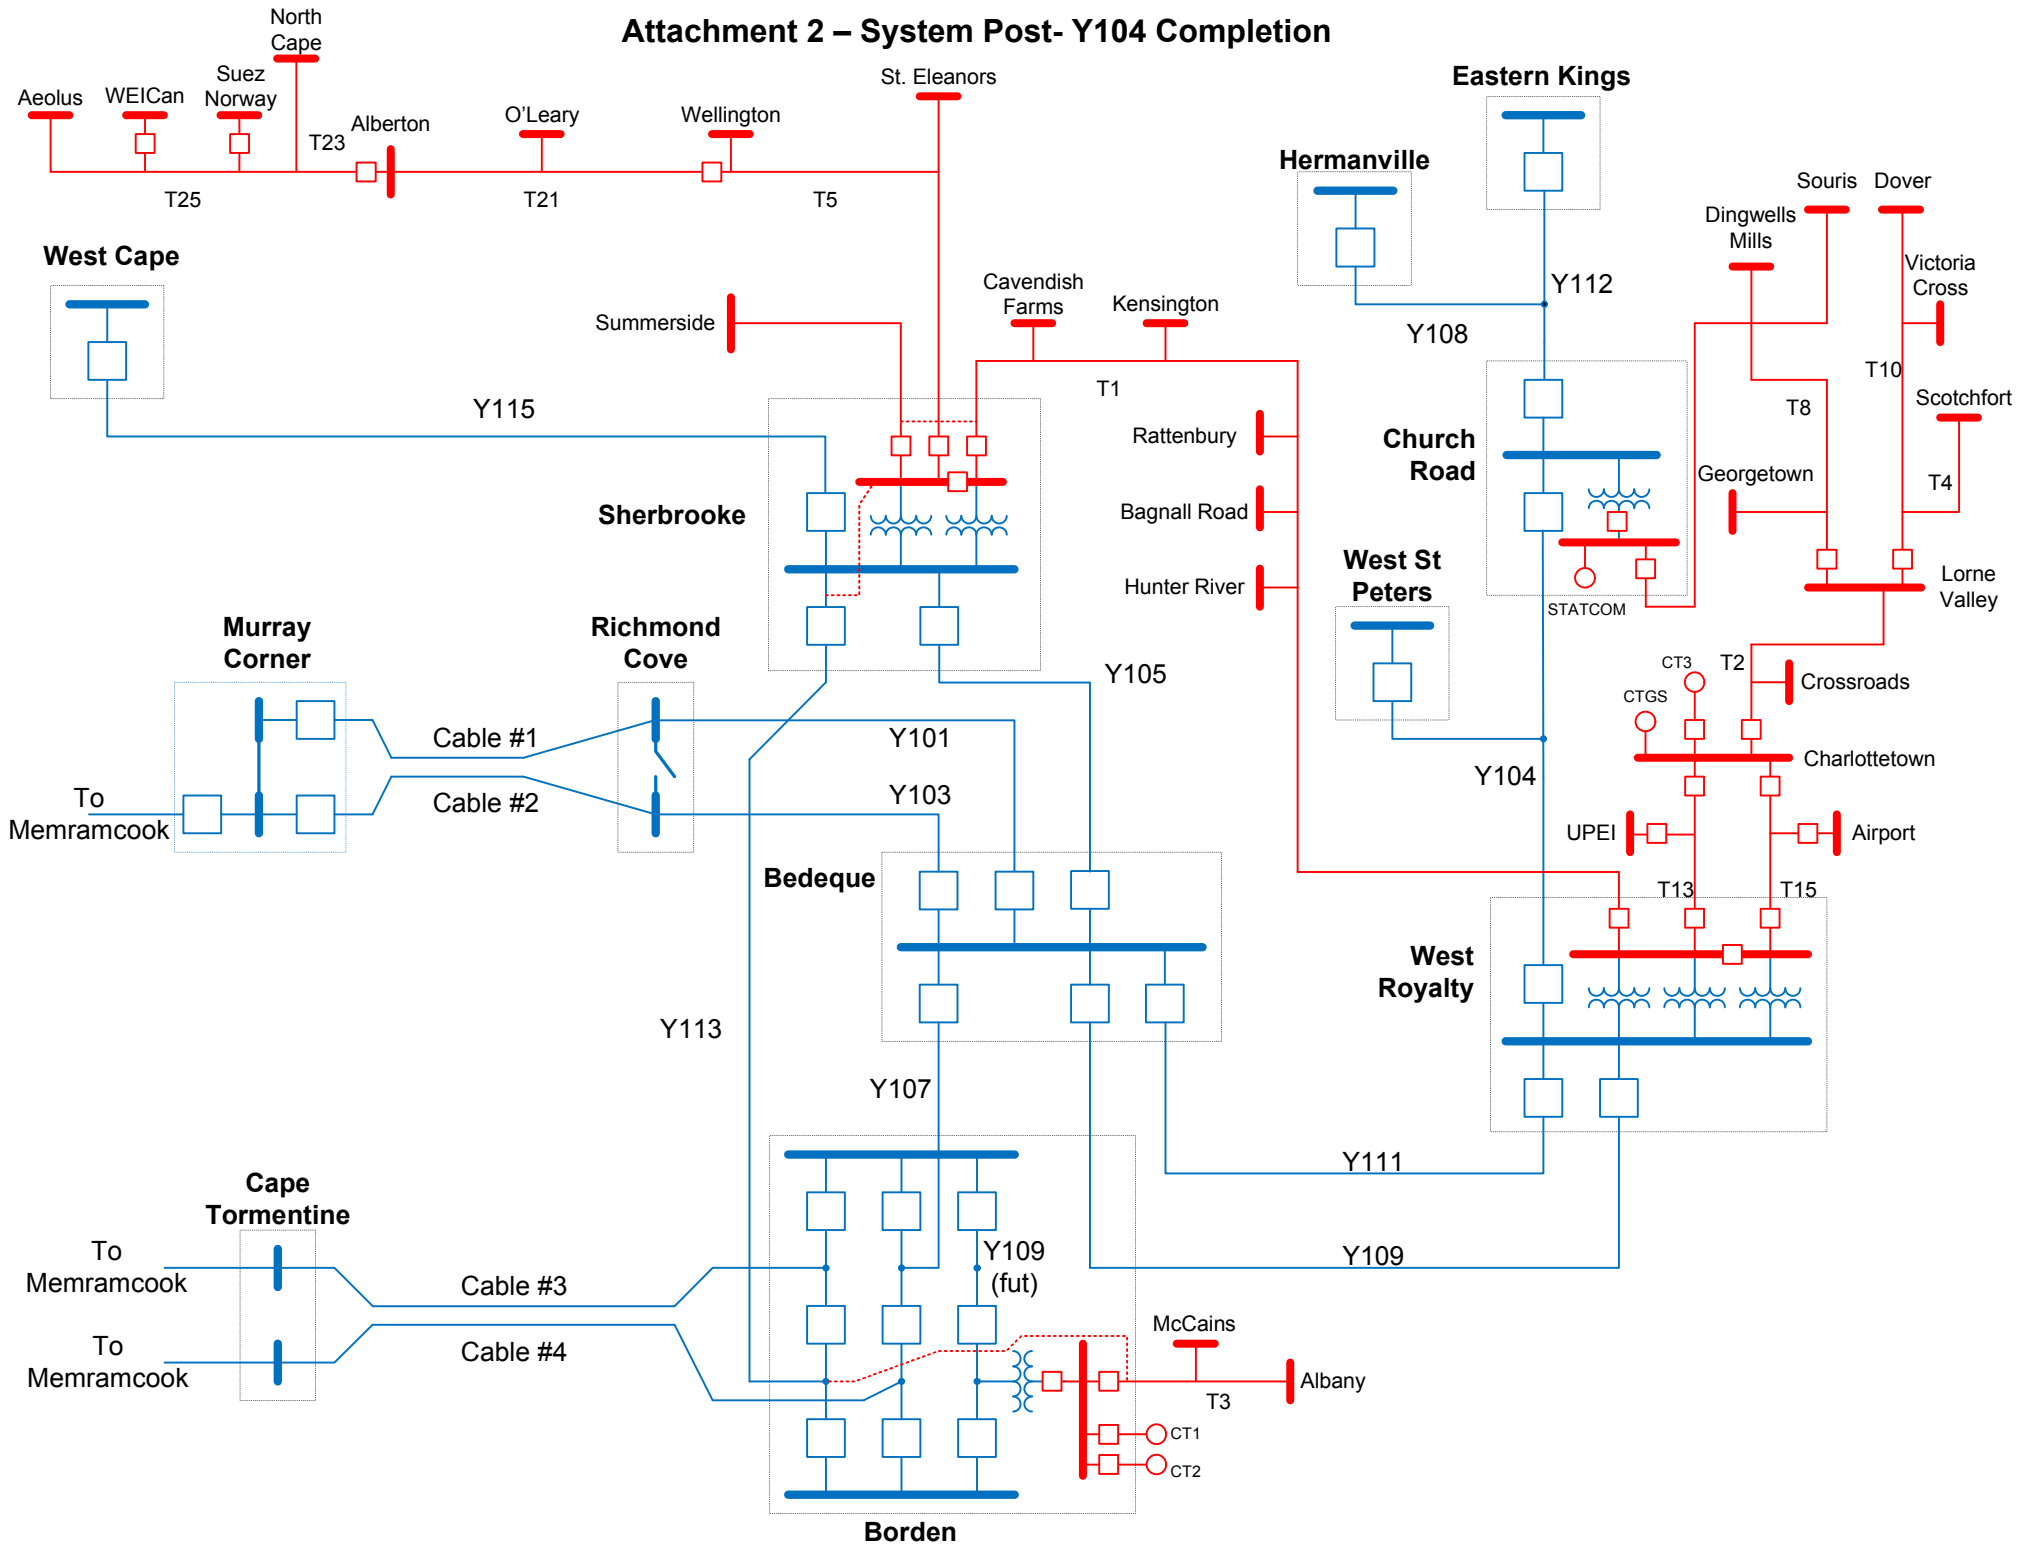 Attachment 2 – System Post- Y104 Completion
North
Cape
Aeolus
WEICan
Suez
Norway
T23
Alberton
O'Leary
Wellington
St. Eleanors
T25
T21
T5
Eastern Kings
Hermanville
Souris
Dover
Dingwells
Mills
Victoria
Cross
West Cape
Summerside
Cavendish
Farms
Kensington
Y112
Y108
T10
T8
Scotchfort
Y115
T1
Rattenbury
Church
Road
Georgetown
T4
Sherbrooke
Bagnall Road
West St
Peters
Hunter River
STATCOM
Lorne
Valley
Murray
Corner
Richmond
Cove
Y105
CT3
T2
CTGS
Crossroads
Cable #1
Y101
Charlottetown
Y104
To
Memramcook
Cable #2
Y103
UPEI
Airport
Bedeque
T13
T15
West
Royalty
Y113
Y107
Y111
Cape
Tormentine
To
Memramcook
Y109
(fut)
Y109
Cable #3
To
Memramcook
Cable #4
McCains
Albany
T3
CT1
CT2
Borden